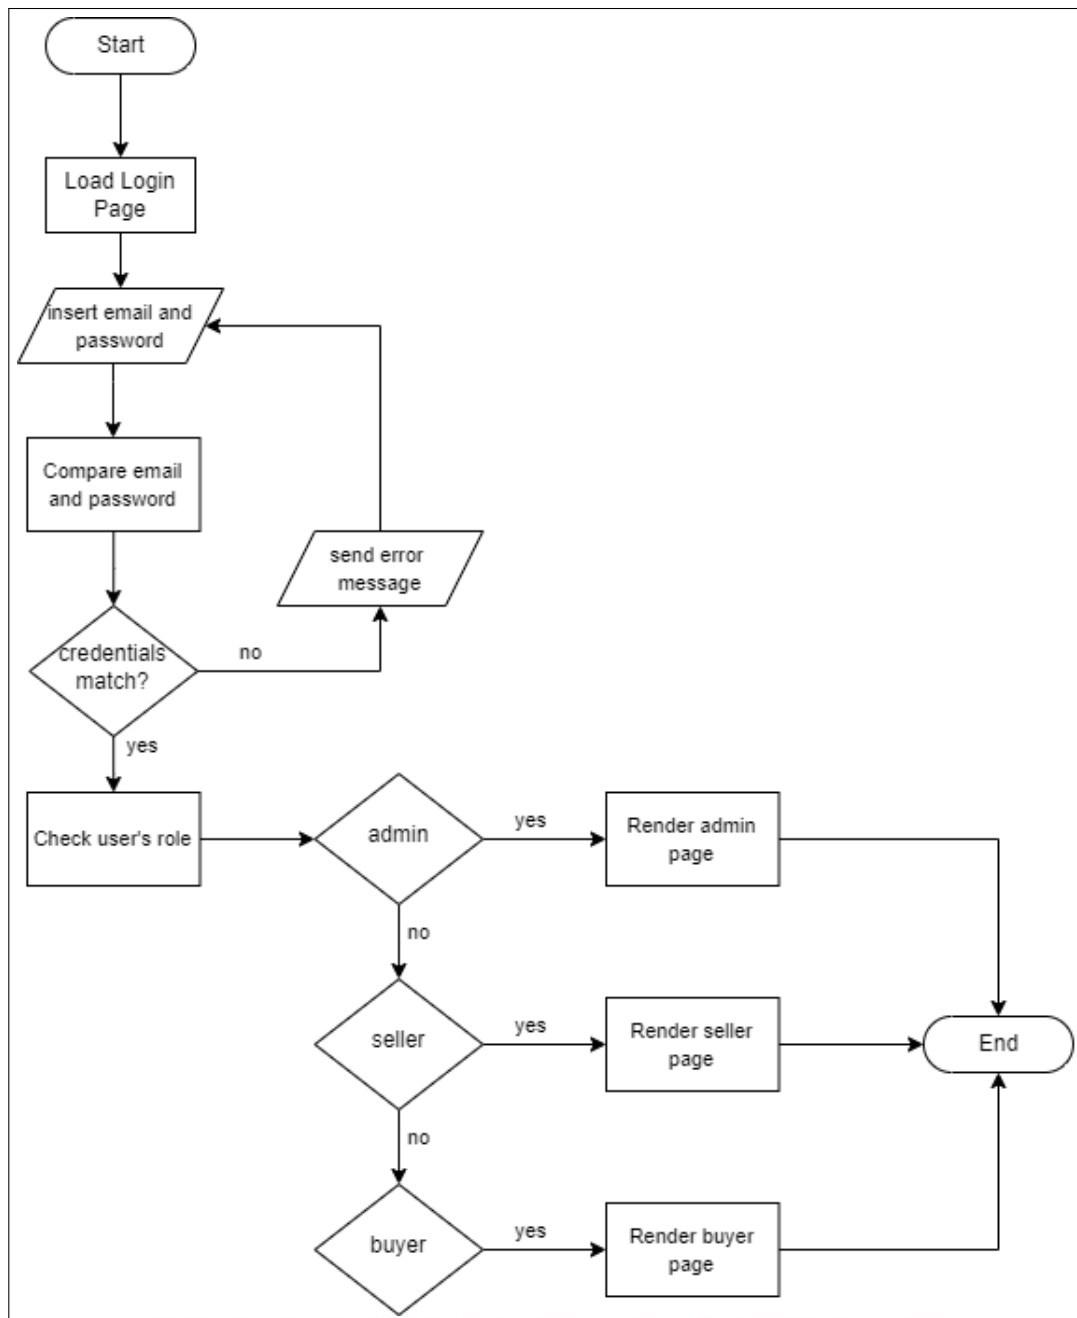 Start
Load Login
Page
insert email and
password
Compare email
and password
send error
message
credentials
match?
no
yes
Check user's role
admin
yes
Render admin
page
no
seller
yes
Render seller
page
End
no
buyer
yes
Render buyer
page